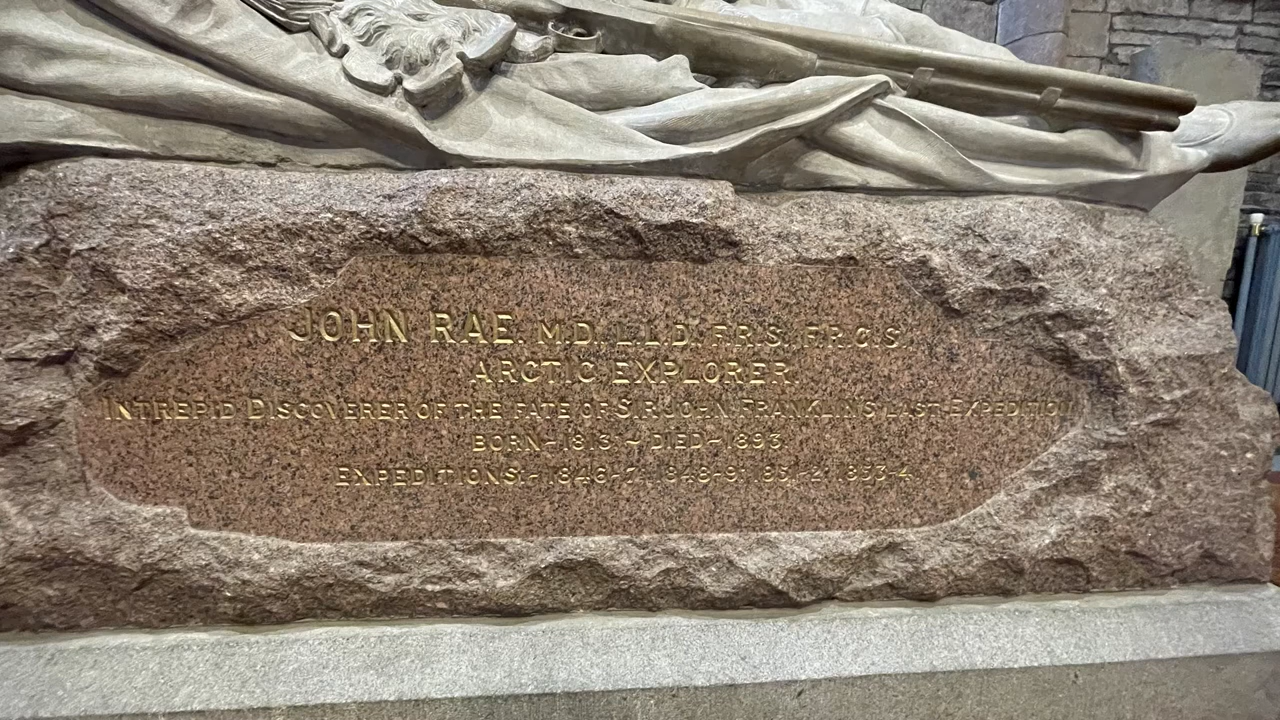 JOHN RAE. M.D. L.L.D. F.R.S. F.R.G.S.
ARCTIC EXPLORER.
INTREPID DISCOVERER OF THE FATE OF SIR JOHN FRANKLIN'S LAST EXPEDITION
BORN ~ 1813 ~ DIED ~ 1893.
EXPEDITIONS:~ 1846-7. 1848-9. 1851-2. 1853-4.